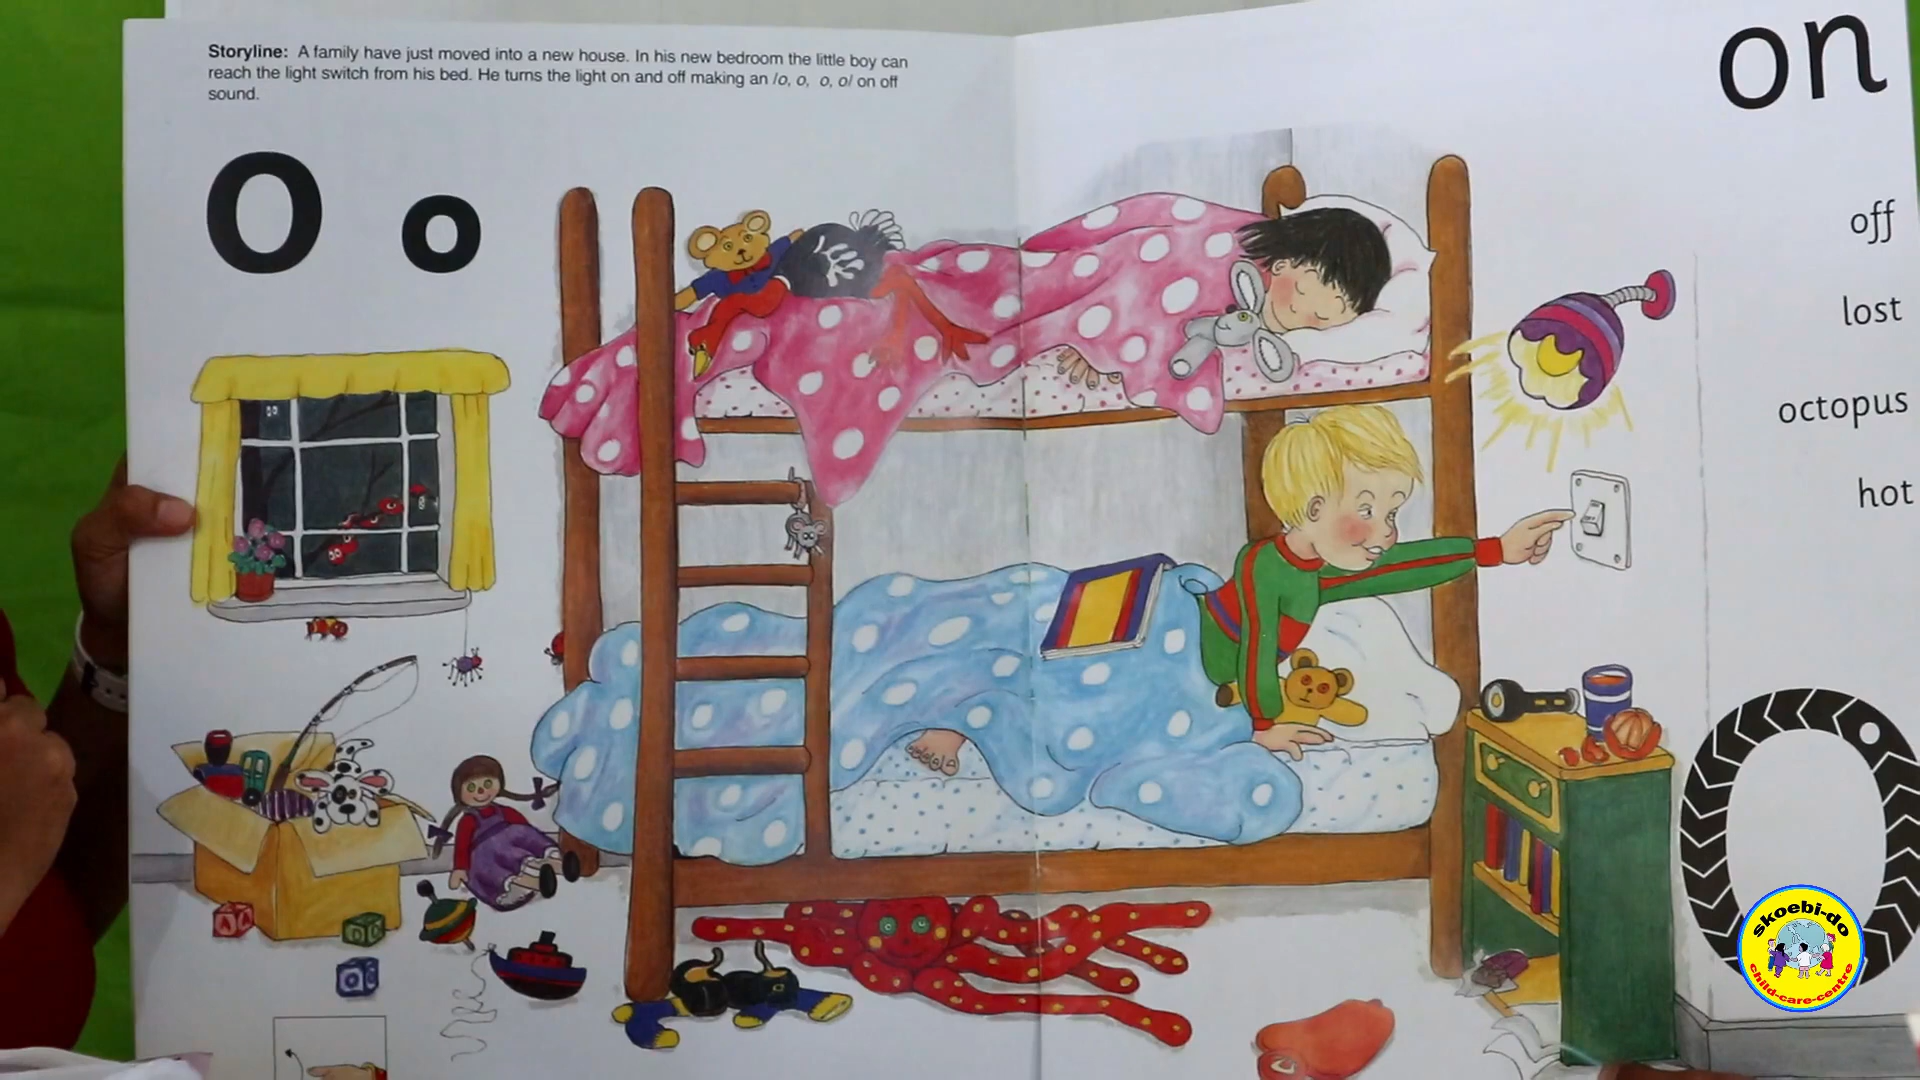 Storyline: A family have just moved into a new house. In his new bedroom the little boy can
reach the light switch from his bed. He turns the light on and off making an /o, o, o, o/ on off
sound.
O o
on
off
lost
octopus
hot
skoebi-do
child-care-centre